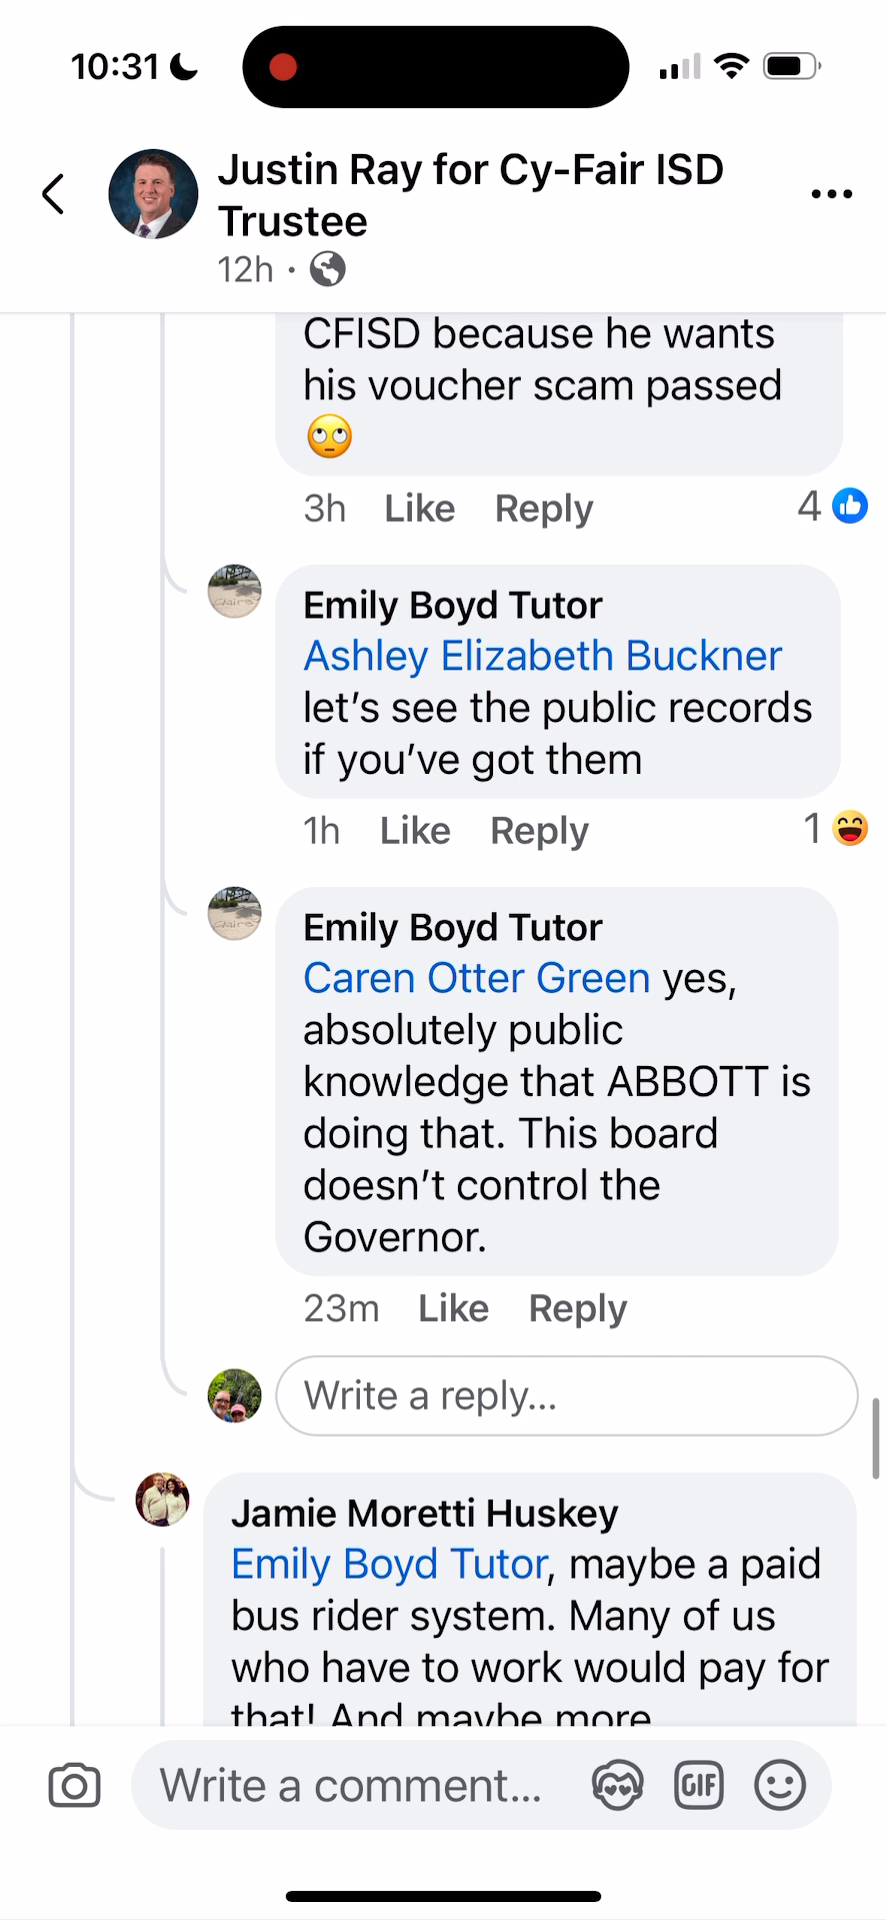 10:31
Justin Ray for Cy-Fair ISD
Trustee
12h ·
CFISD because he wants
his voucher scam passed
🙄
3h Like Reply 4
Emily Boyd Tutor
Ashley Elizabeth Buckner
let’s see the public records
if you’ve got them
1h Like Reply 1
Emily Boyd Tutor
Caren Otter Green yes,
absolutely public
knowledge that ABBOTT is
doing that. This board
doesn’t control the
Governor.
23m Like Reply
Write a reply...
Jamie Moretti Huskey
Emily Boyd Tutor, maybe a paid
bus rider system. Many of us
who have to work would pay for
that! And maybe more
Write a comment...
GIF